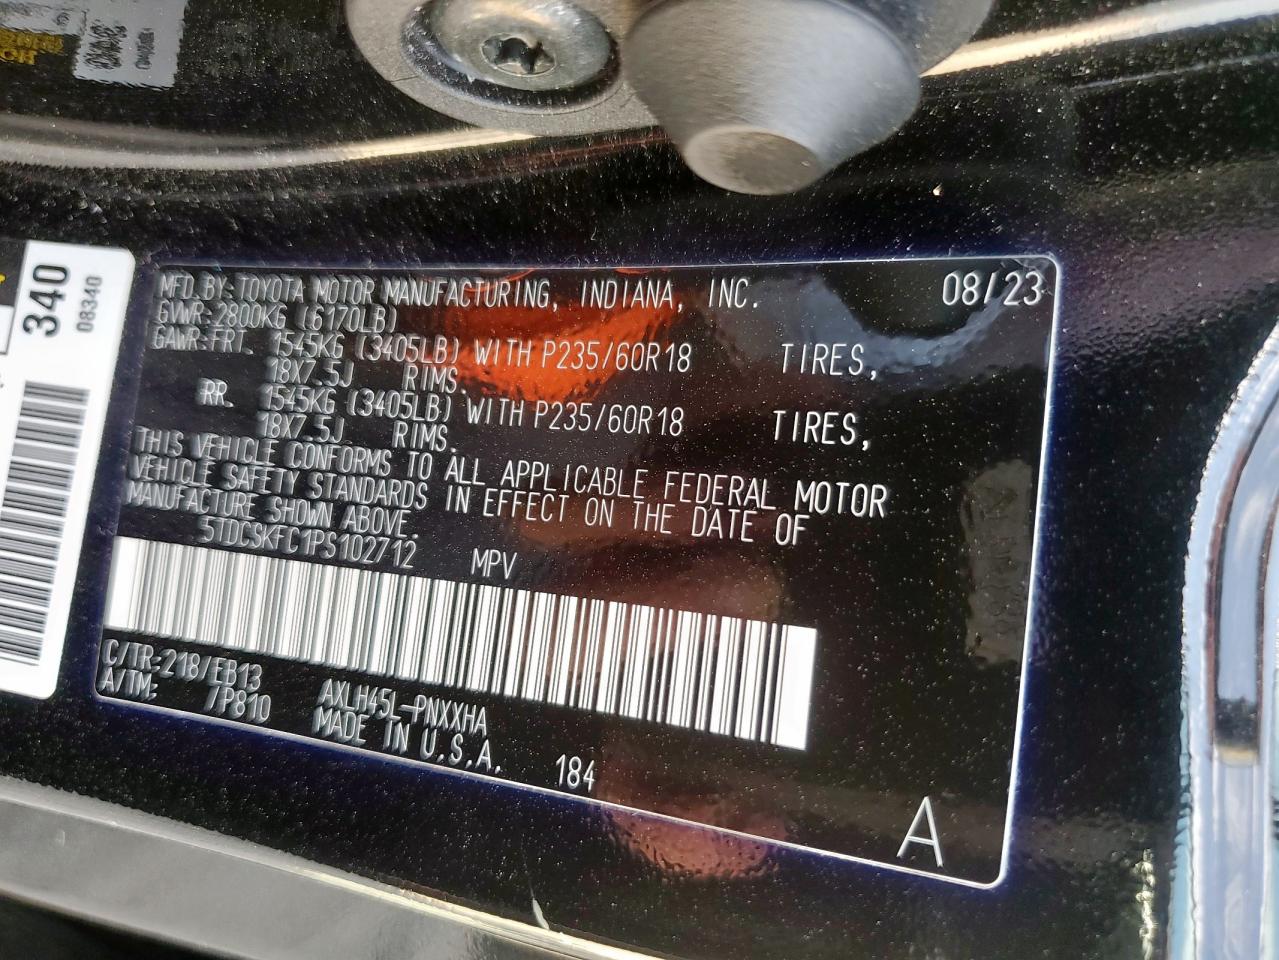 340
08340
MFD.BY:TOYOTA MOTOR MANUFACTURING, INDIANA, INC. 08/23
GVWR:2800KG (6170LB)
GAWR:FRT. 1545KG (3405LB) WITH P235/60R18 TIRES,
18X7.5J RIMS.
RR. 1545KG (3405LB) WITH P235/60R18 TIRES,
18X7.5J RIMS.
THIS VEHICLE CONFORMS TO ALL APPLICABLE FEDERAL MOTOR
VEHICLE SAFETY STANDARDS IN EFFECT ON THE DATE OF
MANUFACTURE SHOWN ABOVE.
5TDCSKFC1PS102712 MPV
C/TR:218/EB13
A/TM: /P810 AXLH45L-PNXXHA
MADE IN U.S.A. 184
A